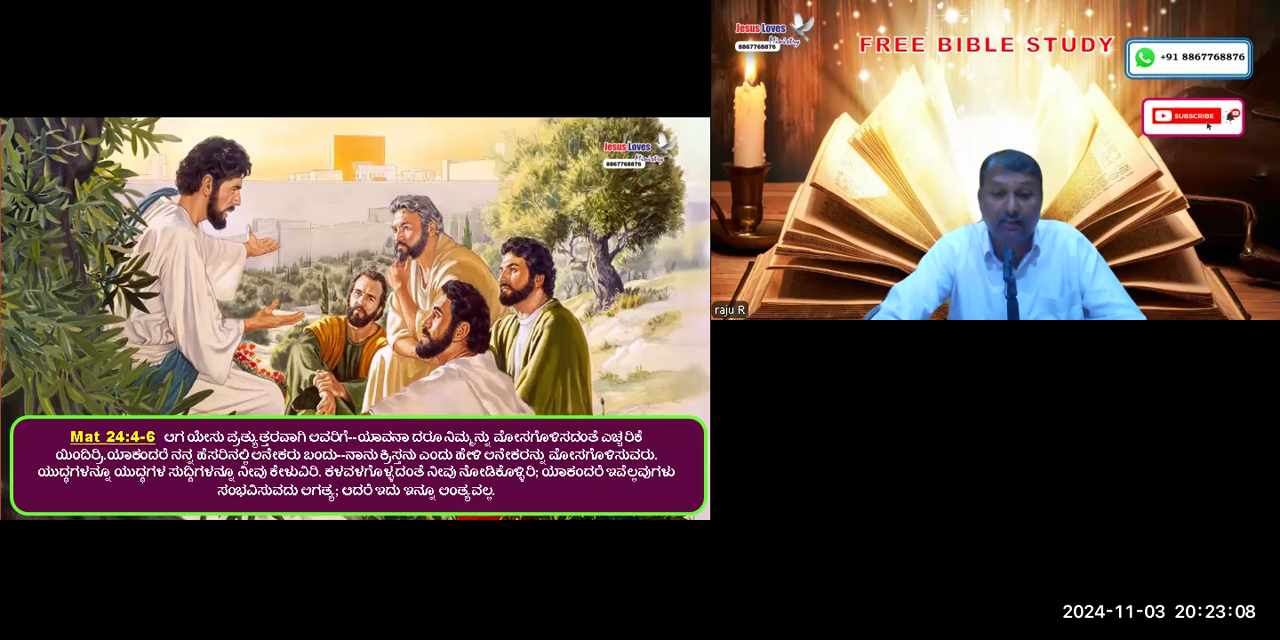 Jesus Loves
Ministry
8867768876
Mat 24:4-6 ಆಗ ಯೇಸು ಪ್ರತ್ಯುತ್ತರವಾಗಿ ಅವರಿಗೆ--ಯಾವನಾ ದರೂ ನಿಮ್ಮನ್ನು ಮೋಸಗೊಳಿಸದಂತೆ ಎಚ್ಚರಿಕೆ
ಯಿಂದಿರ್ರಿ.ಯಾಕಂದರೆ ನನ್ನ ಹೆಸರಿನಲ್ಲಿ ಅನೇಕರು ಬಂದು--ನಾನು ಕ್ರಿಸ್ತನು ಎಂದು ಹೇಳಿ ಅನೇಕರನ್ನು ಮೋಸಗೊಳಿಸುವರು.
ಯುದ್ಧಗಳನ್ನೂ ಯುದ್ಧಗಳ ಸುದ್ದಿಗಳನ್ನೂ ನೀವು ಕೇಳುವಿರಿ. ಕಳವಳಗೊಳ್ಳದಂತೆ ನೀವು ನೋಡಿಕೊಳ್ಳಿರಿ; ಯಾಕಂದರೆ ಇವೆಲ್ಲವುಗಳು
ಸಂಭವಿಸುವದು ಅಗತ್ಯ; ಆದರೆ ಇದು ಇನ್ನೂ ಅಂತ್ಯವಲ್ಲ.
Jesus Loves
Ministry
8867768876
FREE BIBLE STUDY
+91 8867768876
SUBSCRIBE
raju R
2024-11-03 20:23:08